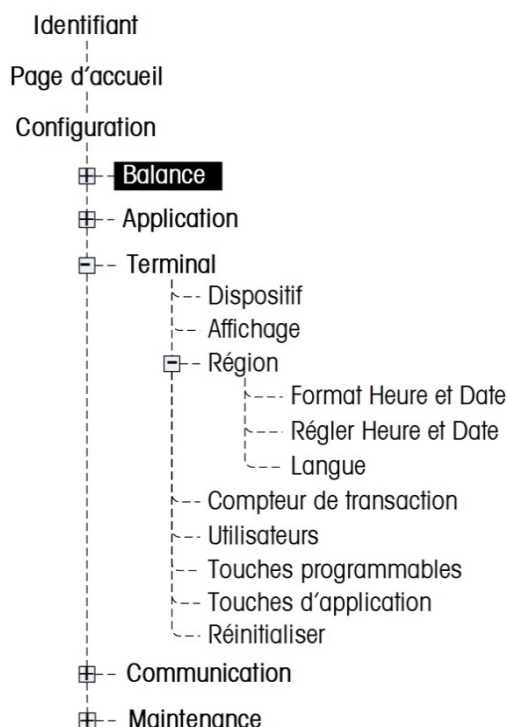 Identifiant
Page d'accueil
Configuration
Balance
Application
Terminal
Dispositif
Affichage
Région
Format Heure et Date
Régler Heure et Date
Langue
Compteur de transaction
Utilisateurs
Touches programmables
Touches d'application
Réinitialiser
Communication
Maintenance